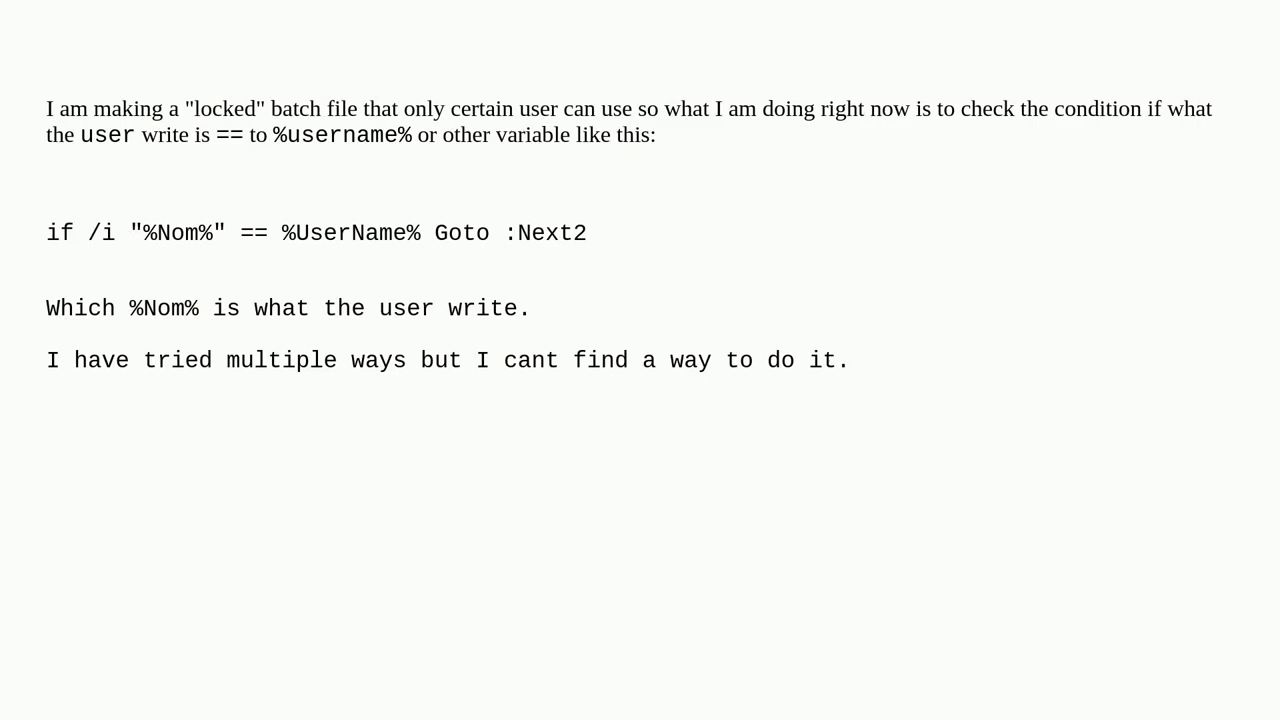 I am making a "locked" batch file that only certain user can use so what I am doing right now is to check the condition if what
the user write is == to %username% or other variable like this:
if /i "%Nom%" == %UserName% Goto :Next2
Which %Nom% is what the user write.
I have tried multiple ways but I cant find a way to do it.